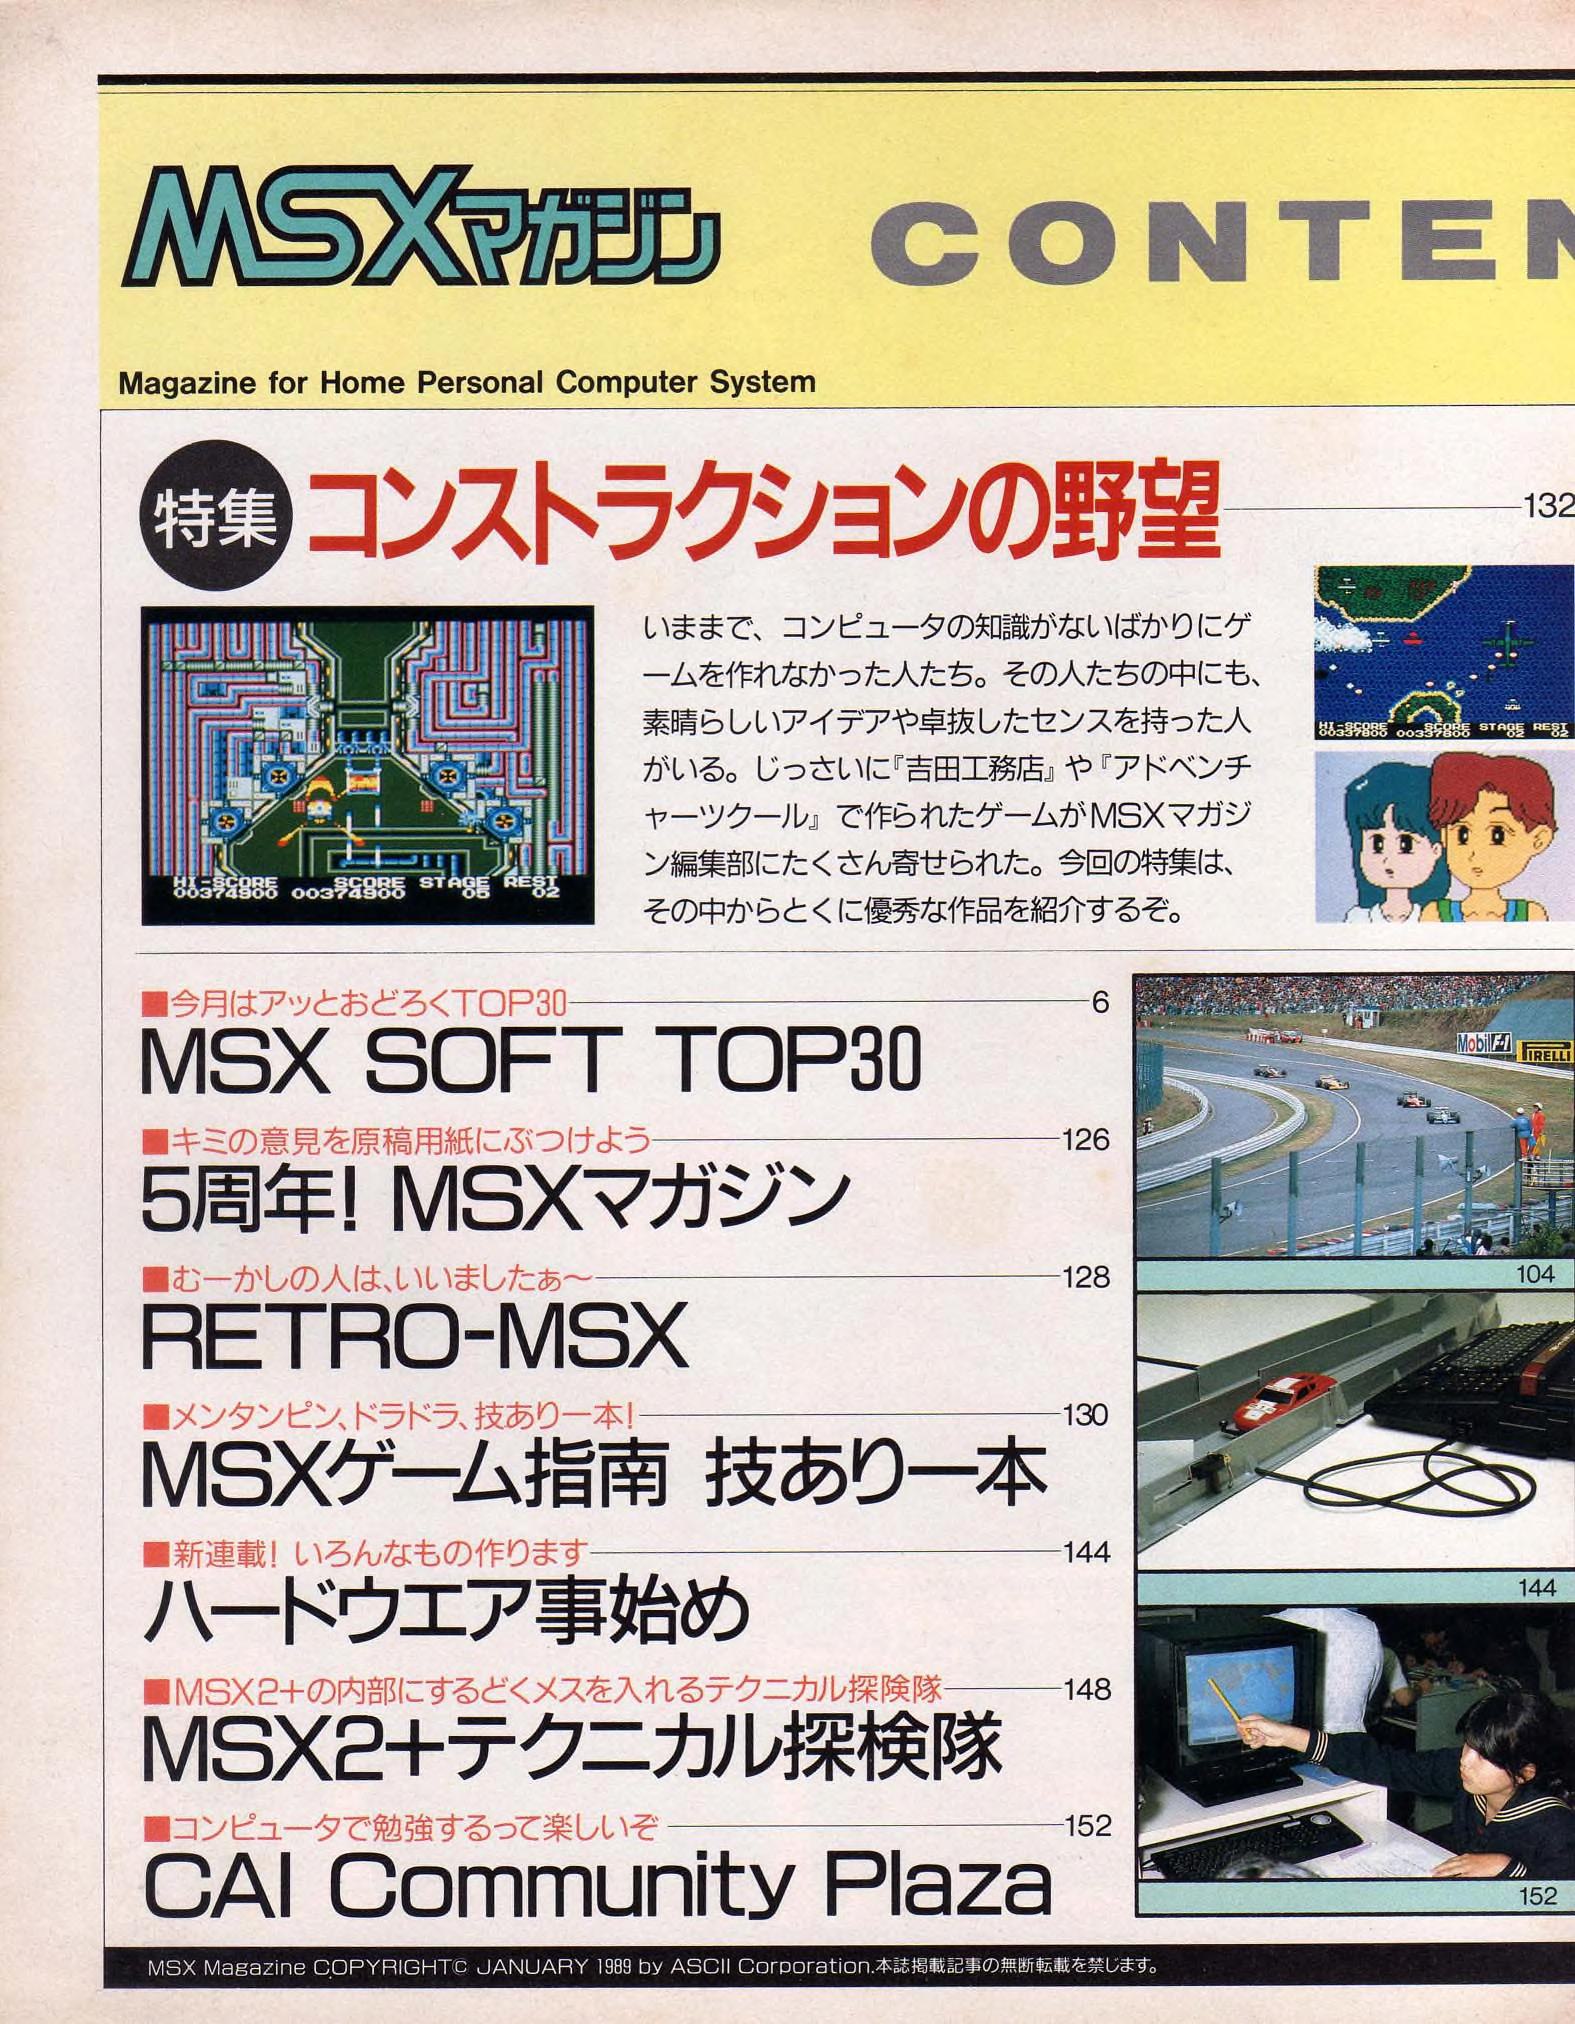 MSXマガジン
CONTEN
Magazine for Home Personal Computer System
特集
コンストラクションの野望
132
いままで、コンピュータの知識がないばかりにゲ
ームを作れなかった人たち。その人たちの中にも、
素晴らしいアイデアや卓抜したセンスを持った人
がいる。じっさいに『吉田工務店』や『アドベンチ
ャーツクール』で作られたゲームがMSXマガジ
ン編集部にたくさん寄せられた。今回の特集は、
その中からとくに優秀な作品を紹介するぞ。
HI-SCORE SCORE STAGE REST
00374900 00374900 05 02
HI-SCORE SCORE STAGE REST
00337800 00337800 02 02
■今月はアッとおどろくTOP30 6
MSX SOFT TOP30
■キミの意見を原稿用紙にぶつけよう 126
5周年! MSXマガジン
■むーかしの人は、いいましたぁ〜 128
RETRO-MSX
■メンタンピン、ドラドラ、技あり一本! 130
MSXゲーム指南 技あり一本
■新連載! いろんなもの作ります 144
ハードウエア事始め
■MSX2+の内部にするどくメスを入れるテクニカル探険隊 148
MSX2+テクニカル探検隊
■コンピュータで勉強するって楽しいぞ 152
CAI Community Plaza
Mobil 1
PIRELLI
104
144
152
MSX Magazine COPYRIGHT© JANUARY 1989 by ASCII Corporation.本誌掲載記事の無断転載を禁じます。